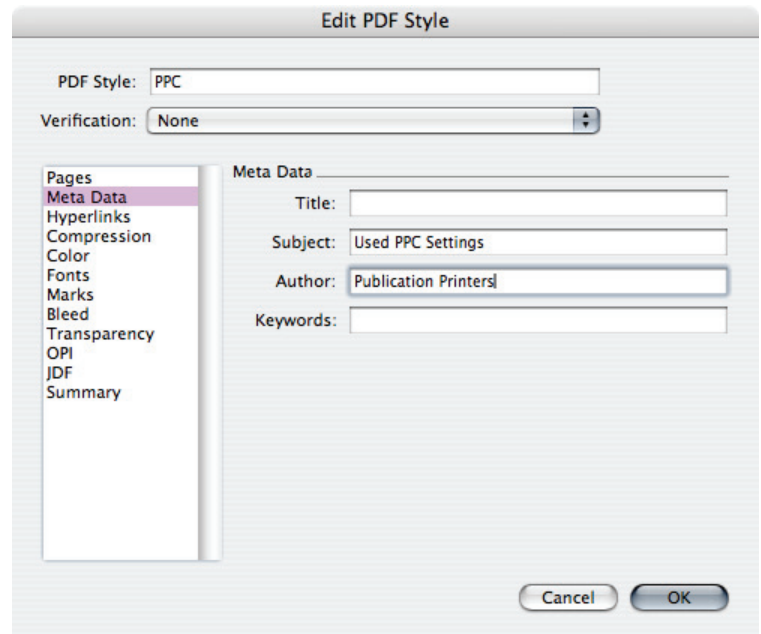 Edit PDF Style
PDF Style: PPC
Verification: None
Pages
Meta Data
Hyperlinks
Compression
Color
Fonts
Marks
Bleed
Transparency
OPI
JDF
Summary
Meta Data
Title:
Subject: Used PPC Settings
Author: Publication Printers
Keywords:
Cancel OK